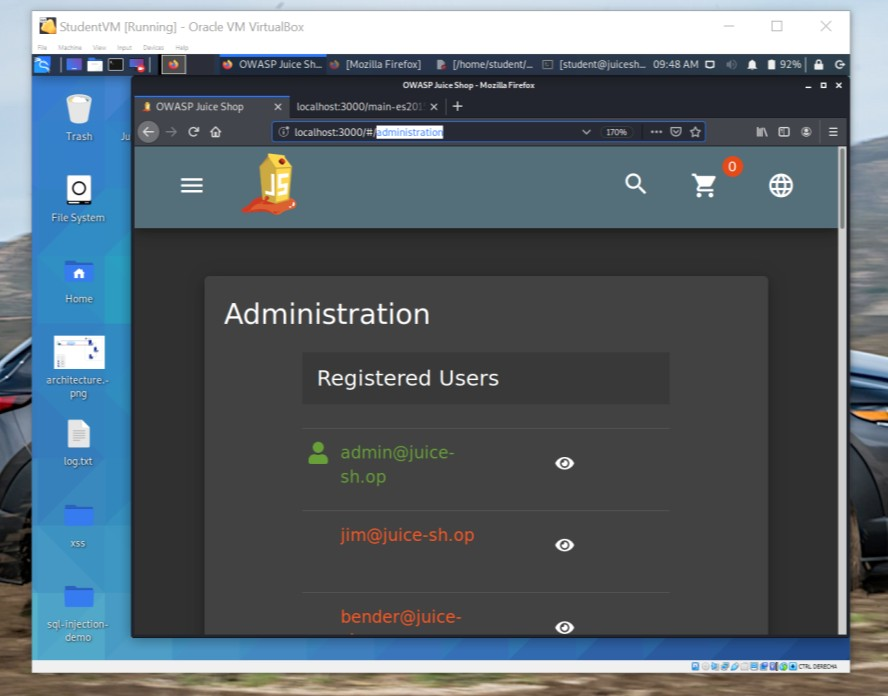 StudentVM [Running] - Oracle VM VirtualBox
File Machine View Input Devices Help
OWASP Juice Sh... [Mozilla Firefox] [/home/student/... [student@juicesh... 09:48 AM 92%
OWASP Juice Shop - Mozilla Firefox
OWASP Juice Shop
localhost:3000/main-es201
localhost:3000/#/administration
170%
Trash
Ju
JS
0
File System
Home
architecture.-
png
log.txt
xss
sql-injection-
demo
Administration
Registered Users
admin@juice-
sh.op
jim@juice-sh.op
bender@juice-
CTRL DERECHA